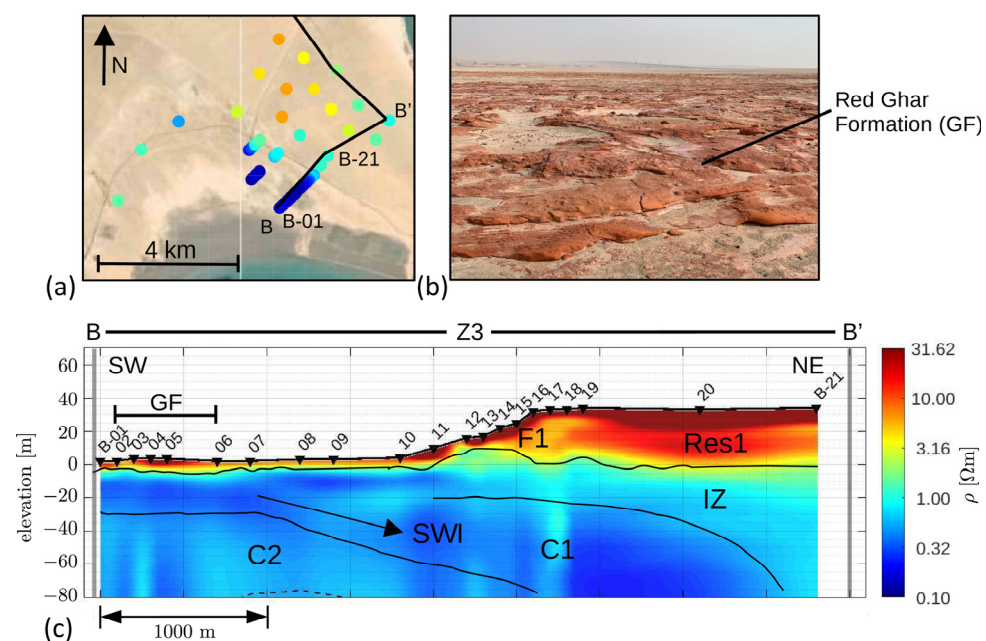 N
B'
B-21
B
B-01
4 km
(a)
Red Ghar
Formation (GF)
(b)
B
Z3
B'
60
40
20
0
−20
−40
−60
−80
elevation [m]
SW
NE
GF
B-01
02
03
04
05
06
07
08
09
10
11
12
13
14
15
16
17
18
19
20
B-21
F1
Res1
IZ
SWI
C2
C1
31.62
10.00
3.16
1.00
0.32
0.10
ρ [Ωm]
1000 m
(c)